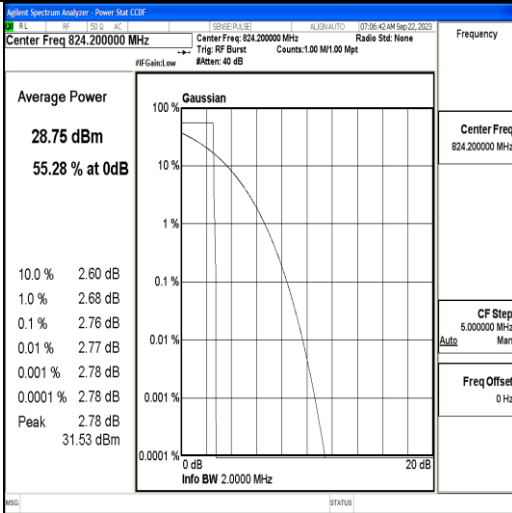 Agilent Spectrum Analyzer - Power Stat CCDF
RL RF 50 Ω AC SENSE:PULSE ALIGNAUTO 07:06:42 AM Sep 22, 2023
Center Freq 824.200000 MHz
Center Freq: 824.200000 MHz Radio Std: None
Trig: RF Burst Counts:1.00 M/1.00 Mpt
#IFGain:Low #Atten: 40 dB
Frequency
Average Power
28.75 dBm
55.28 % at 0dB
10.0 % 2.60 dB
1.0 % 2.68 dB
0.1 % 2.76 dB
0.01 % 2.77 dB
0.001 % 2.78 dB
0.0001 % 2.78 dB
Peak 2.78 dB
31.53 dBm
Gaussian
100 %
10 %
1 %
0.1 %
0.01 %
0.001 %
0.0001 %
0 dB 20 dB
Info BW 2.0000 MHz
Center Freq
824.200000 MHz
CF Step
5.000000 MHz
Auto Man
Freq Offset
0 Hz
MSG STATUS